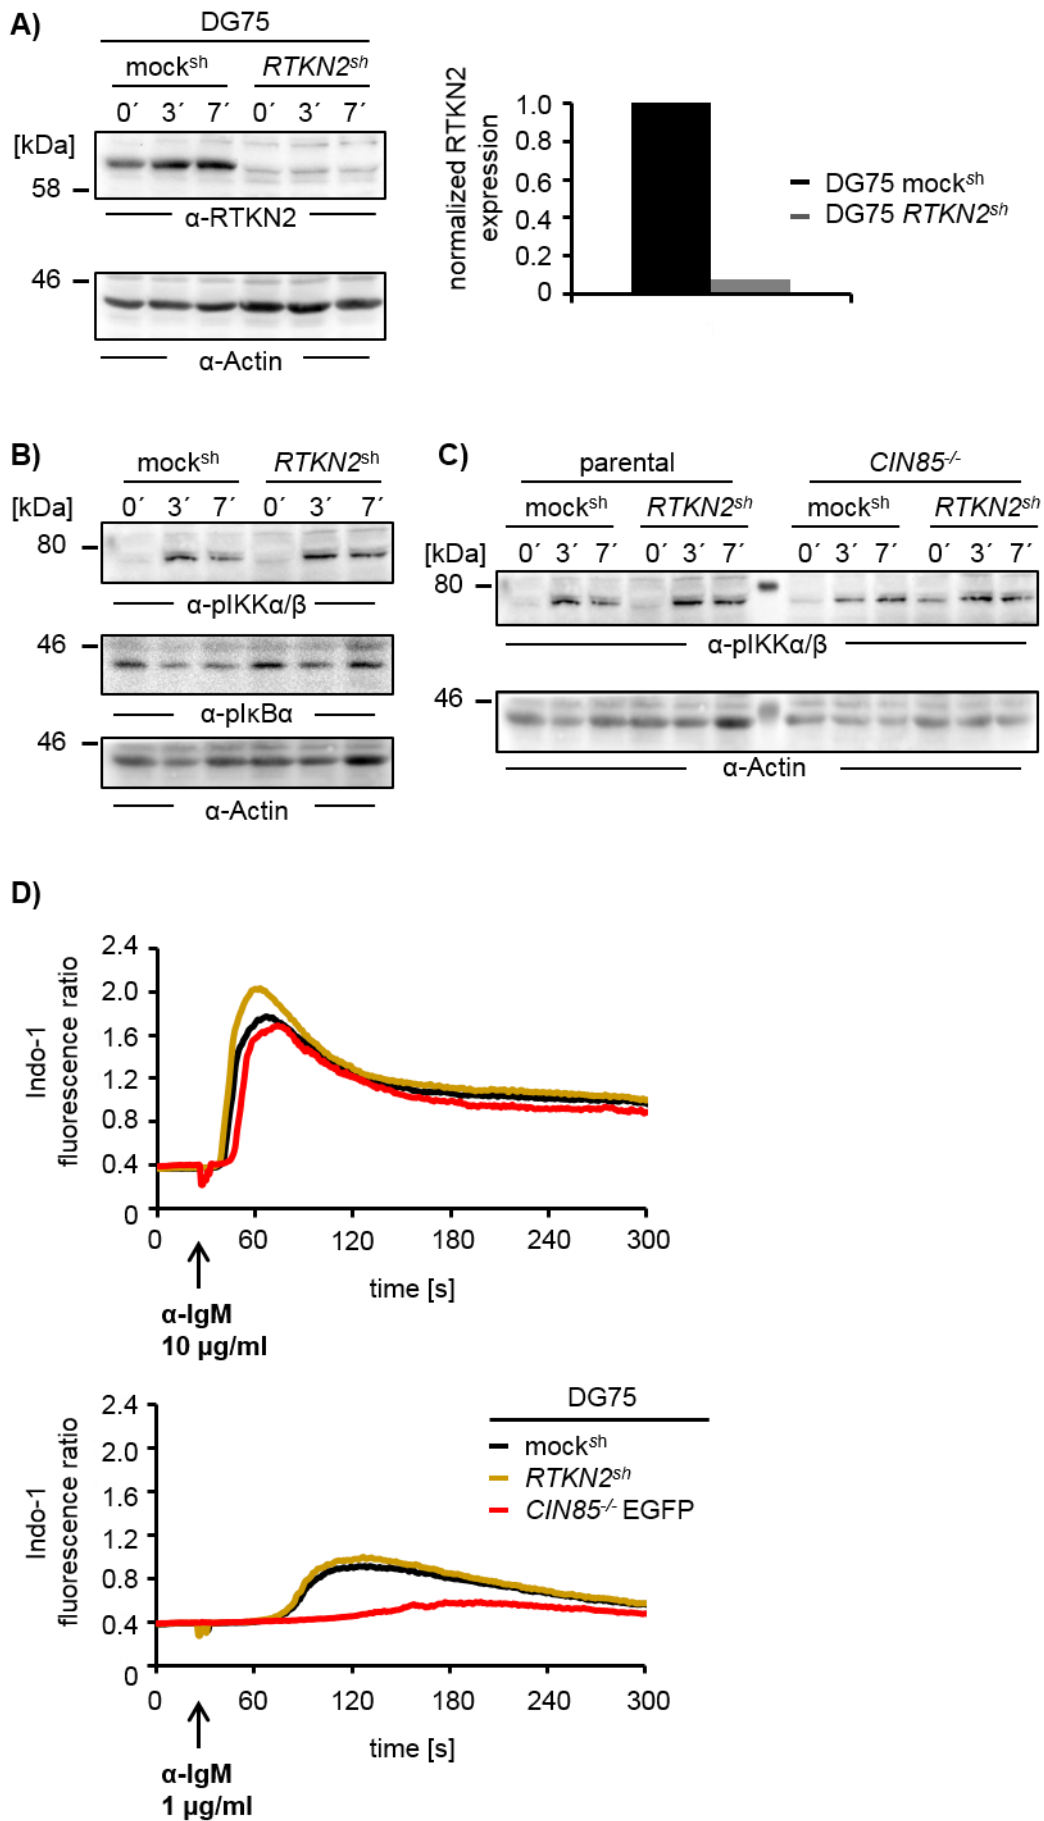 A)
DG75
mocksh RTKN2sh
0´ 3´ 7´ 0´ 3´ 7´
[kDa]
58
α-RTKN2
46
α-Actin
normalized RTKN2
expression
1.0
0.8
0.6
0.4
0.2
0
DG75 mocksh
DG75 RTKN2sh
B)
mocksh RTKN2sh
[kDa] 0´ 3´ 7´ 0´ 3´ 7´
80
α-pIKKα/β
46
α-pIκBα
46
α-Actin
C)
parental CIN85-/-
mocksh RTKN2sh mocksh RTKN2sh
[kDa] 0´ 3´ 7´ 0´ 3´ 7´ 0´ 3´ 7´ 0´ 3´ 7´
80
α-pIKKα/β
46
α-Actin
D)
Indo-1
fluorescence ratio
2.4
2.0
1.6
1.2
0.8
0.4
0
0 60 120 180 240 300
time [s]
α-IgM
10 µg/ml
Indo-1
fluorescence ratio
2.4
2.0
1.6
1.2
0.8
0.4
0
DG75
mocksh
RTKN2sh
CIN85-/- EGFP
0 60 120 180 240 300
time [s]
α-IgM
1 µg/ml